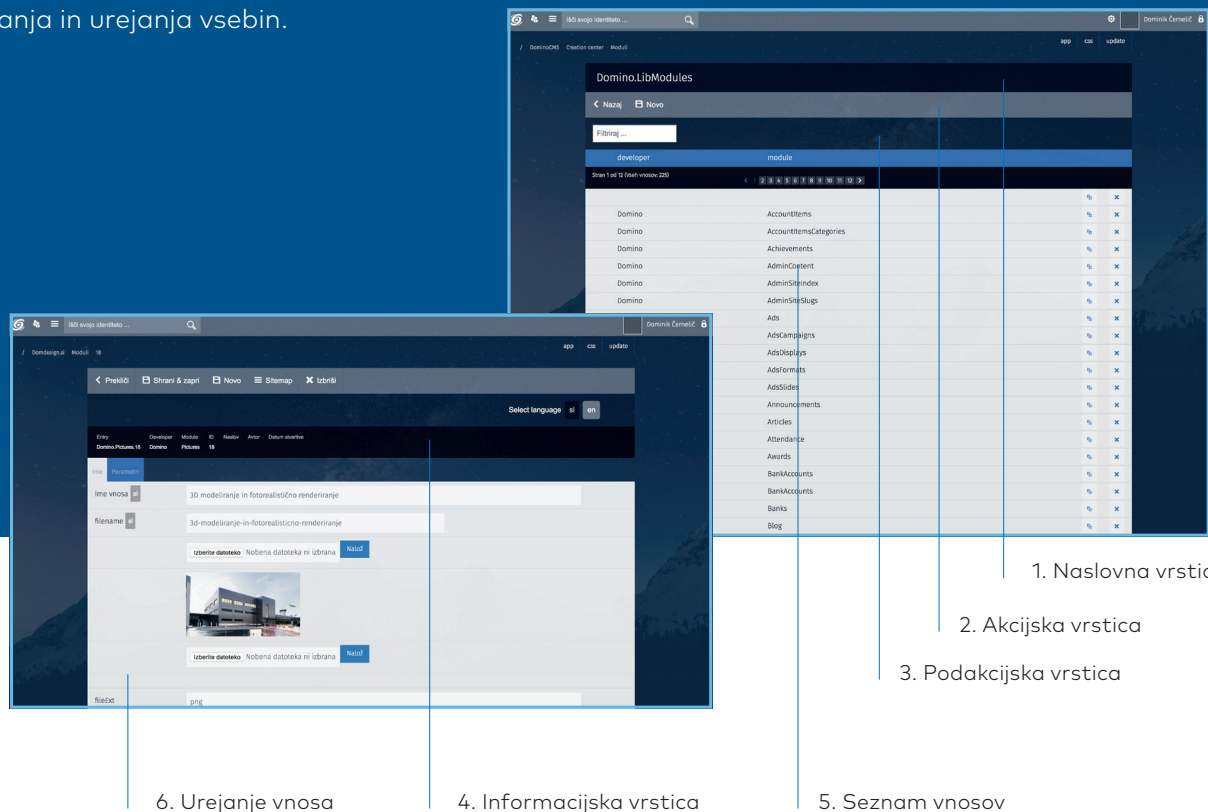 anja in urejanja vsebin.
Išči svojo identiteto ...
Dominik Černelič
/ DominoCMS Creation center Moduli
app css update
Domino.LibModules
Nazaj Novo
Filtriraj ...
developer module
Stran 1 od 12 (Vseh vnosov: 225)
< 1 2 3 4 5 6 7 8 9 10 11 12 >
Domino AccountItems
Domino AccountItemsCategories
Domino Achievements
Domino AdminContent
Domino AdminSiteIndex
Domino AdminSiteSlugs
Ads
AdsCampaigns
AdsDisplays
AdsFormats
AdsSlides
Announcements
Articles
Attendance
Awards
BankAccounts
BankAccounts
Banks
Blog
Išči svojo identiteto ...
Dominik Černelič
/ Domdesign.si Moduli 18
app css update
Prekliči Shrani & zapri Novo Sitemap Izbriši
Select language sl en
Entry Developer Module ID Naslov Avtor Datum stvaritve
Domino.Pictures.18 Domino Pictures 18
Ime Parametri
Ime vnosa sl 3D modeliranje in fotorealistično renderiranje
filename sl 3d-modeliranje-in-fotorealisticno-renderiranje
Izberite datoteko Nobena datoteka ni izbrana Naloži
Izberite datoteko Nobena datoteka ni izbrana Naloži
fileExt png
1. Naslovna vrstic
2. Akcijska vrstica
3. Podakcijska vrstica
6. Urejanje vnosa
4. Informacijska vrstica
5. Seznam vnosov